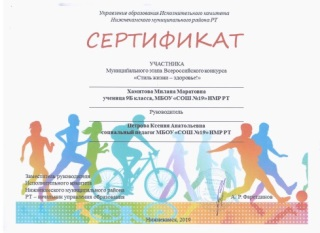 Управление образования Исполнительного комитета
Нижнекамского муниципального района РТ
СЕРТИФИКАТ
УЧАСТНИКА
Муниципального этапа Всероссийского конкурса
«Стиль жизни – здоровье!»
Хамитова Милана Маратовна
ученица 9Б класса, МБОУ «СОШ №19» НМР РТ
Руководитель
Петрова Ксения Анатольевна
социальный педагог МБОУ «СОШ №19» НМР РТ
Заместитель руководителя
Исполнительного комитета
Нижнекамского муниципального района
РТ – начальник управления образования
А. Р.
Нижнекамск, 2019